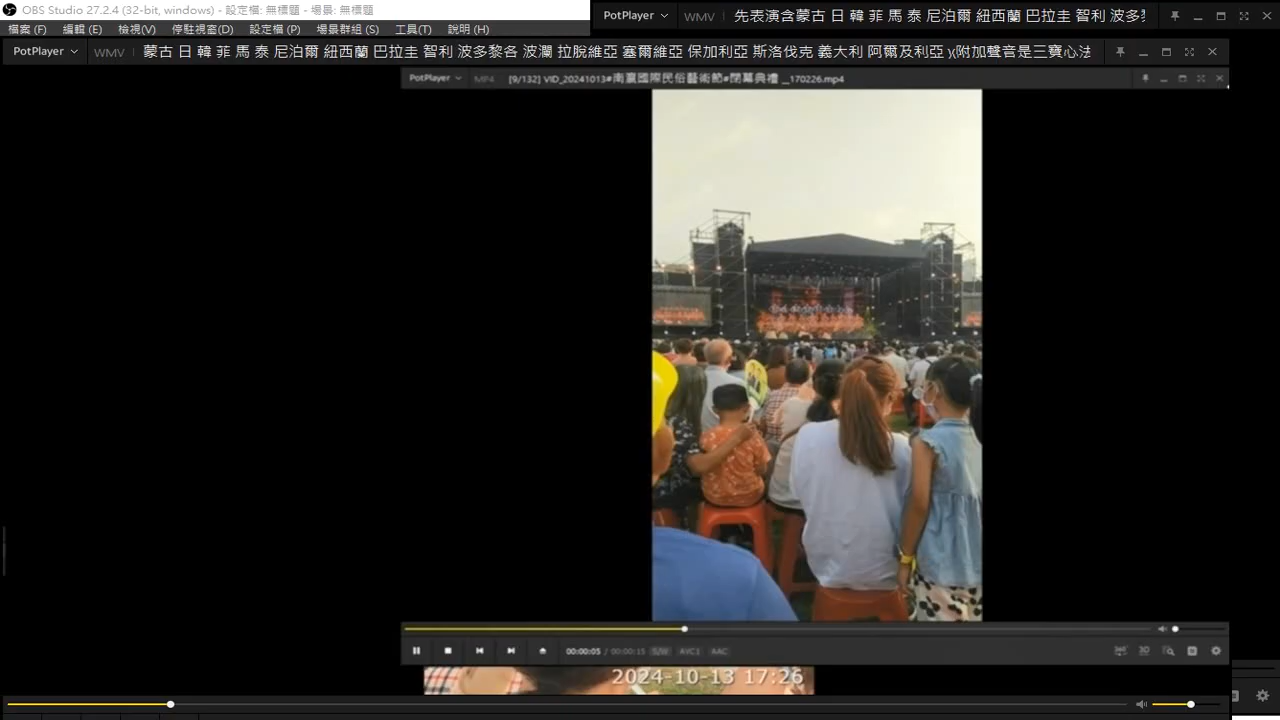 OBS Studio 27.2.4 (32-bit, windows) - 設定檔: 無標題 - 場景: 無標題
PotPlayer WMV 先表演含蒙古 日 韓 菲 馬 泰 尼泊爾 紐西蘭 巴拉圭 智利 波多
檔案 (F) 編輯 (E) 檢視(V) 停駐視窗(D) 設定檔 (P) 場景群組 (S) 工具(T) 說明 (H)
PotPlayer WMV 蒙古 日 韓 菲 馬 泰 尼泊爾 紐西蘭 巴拉圭 智利 波多黎各 波瀾 拉脫維亞 塞爾維亞 保加利亞 斯洛伐克 義大利 阿爾及利亞 χ附加聲音是三寶心法
PotPlayer MP4 [9/132] VID_20241013#南瀛國際民俗藝術節#閉幕典禮 _170226.mp4
00:00:05 / 00:00:15 S/W AVC1 AAC
3D
2024-10-13 17:26